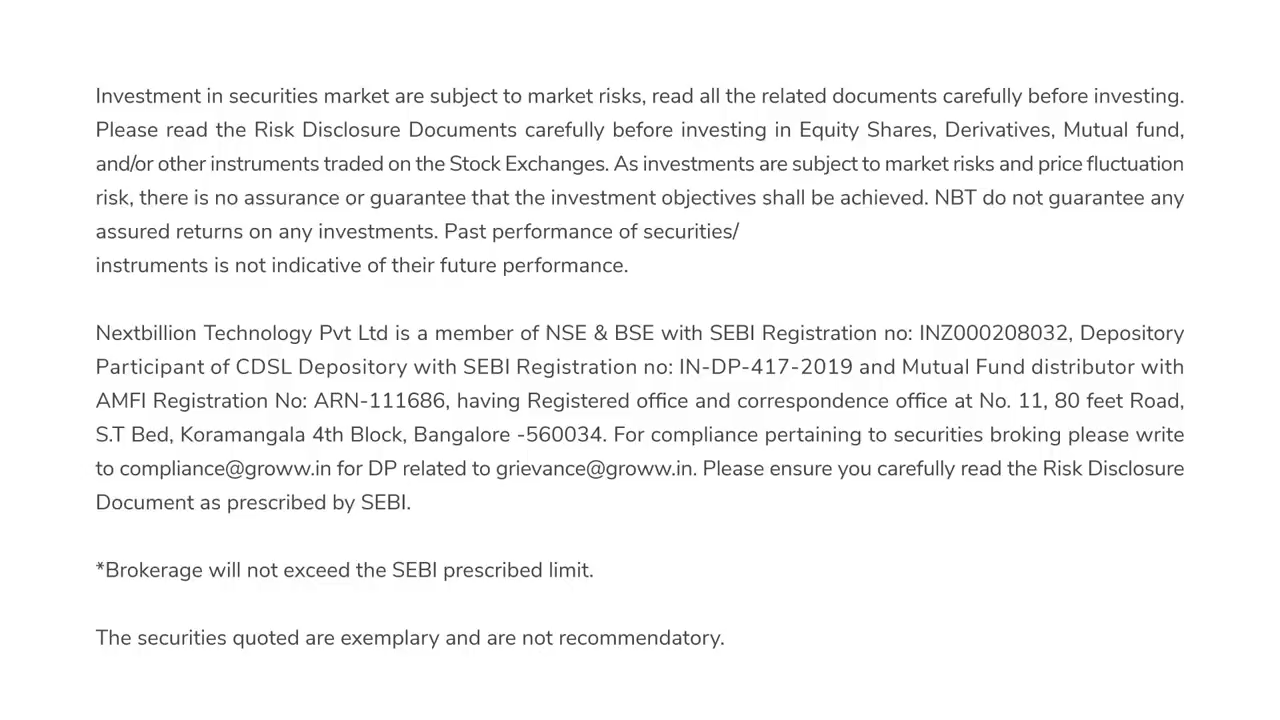 Investment in securities market are subject to market risks, read all the related documents carefully before investing.
Please read the Risk Disclosure Documents carefully before investing in Equity Shares, Derivatives, Mutual fund,
and/or other instruments traded on the Stock Exchanges. As investments are subject to market risks and price fluctuation
risk, there is no assurance or guarantee that the investment objectives shall be achieved. NBT do not guarantee any
assured returns on any investments. Past performance of securities/
instruments is not indicative of their future performance.
Nextbillion Technology Pvt Ltd is a member of NSE & BSE with SEBI Registration no: INZ000208032, Depository
Participant of CDSL Depository with SEBI Registration no: IN-DP-417-2019 and Mutual Fund distributor with
AMFI Registration No: ARN-111686, having Registered office and correspondence office at No. 11, 80 feet Road,
S.T Bed, Koramangala 4th Block, Bangalore -560034. For compliance pertaining to securities broking please write
to compliance@groww.in for DP related to grievance@groww.in. Please ensure you carefully read the Risk Disclosure
Document as prescribed by SEBI.
*Brokerage will not exceed the SEBI prescribed limit.
The securities quoted are exemplary and are not recommendatory.